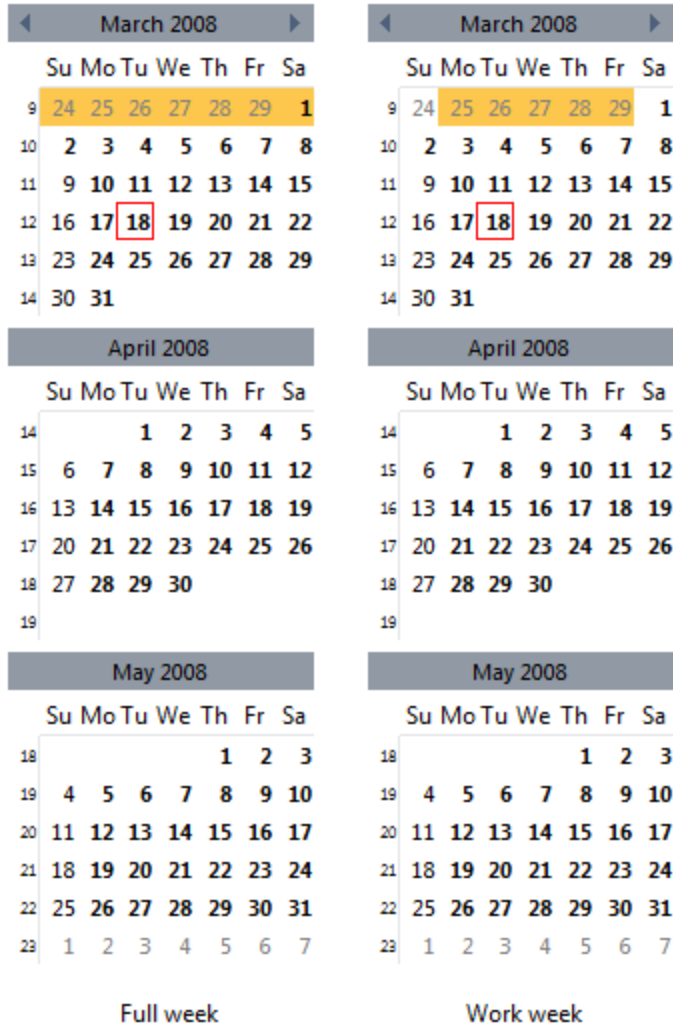 March 2008
Su Mo Tu We Th Fr Sa
9 24 25 26 27 28 29 1
10 2 3 4 5 6 7 8
11 9 10 11 12 13 14 15
12 16 17 18 19 20 21 22
13 23 24 25 26 27 28 29
14 30 31
April 2008
Su Mo Tu We Th Fr Sa
14 1 2 3 4 5
15 6 7 8 9 10 11 12
16 13 14 15 16 17 18 19
17 20 21 22 23 24 25 26
18 27 28 29 30
19
May 2008
Su Mo Tu We Th Fr Sa
18 1 2 3
19 4 5 6 7 8 9 10
20 11 12 13 14 15 16 17
21 18 19 20 21 22 23 24
22 25 26 27 28 29 30 31
23 1 2 3 4 5 6 7
Full week
March 2008
Su Mo Tu We Th Fr Sa
9 24 25 26 27 28 29 1
10 2 3 4 5 6 7 8
11 9 10 11 12 13 14 15
12 16 17 18 19 20 21 22
13 23 24 25 26 27 28 29
14 30 31
April 2008
Su Mo Tu We Th Fr Sa
14 1 2 3 4 5
15 6 7 8 9 10 11 12
16 13 14 15 16 17 18 19
17 20 21 22 23 24 25 26
18 27 28 29 30
19
May 2008
Su Mo Tu We Th Fr Sa
18 1 2 3
19 4 5 6 7 8 9 10
20 11 12 13 14 15 16 17
21 18 19 20 21 22 23 24
22 25 26 27 28 29 30 31
23 1 2 3 4 5 6 7
Work week